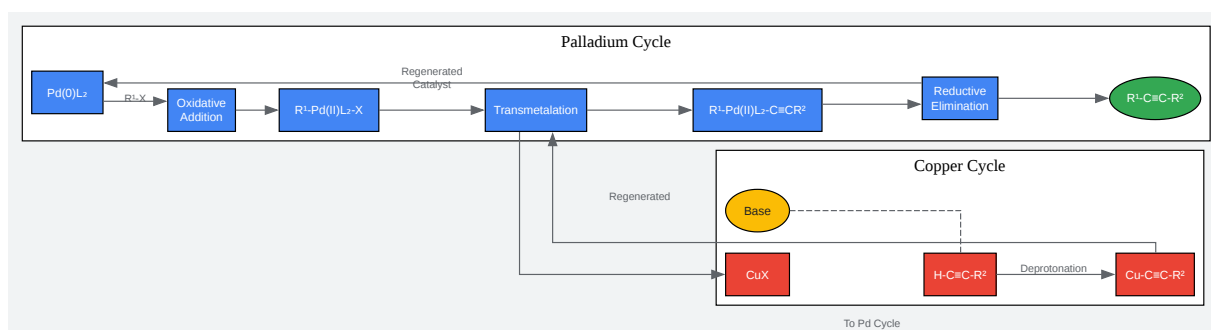 Palladium Cycle
Pd(0)L₂
R¹-X
Oxidative
Addition
R¹-Pd(II)L₂-X
Regenerated
Catalyst
Transmetalation
R¹-Pd(II)L₂-C≡CR²
Reductive
Elimination
R¹-C≡C-R²
Copper Cycle
Regenerated
Base
CuX
H-C≡C-R²
Deprotonation
Cu-C≡C-R²
To Pd Cycle